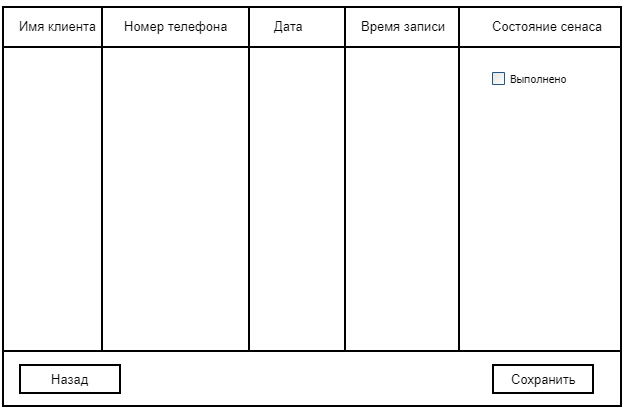 Имя клиента Номер телефона Дата Время записи Состояние сенаса
Выполнено
Назад Сохранить